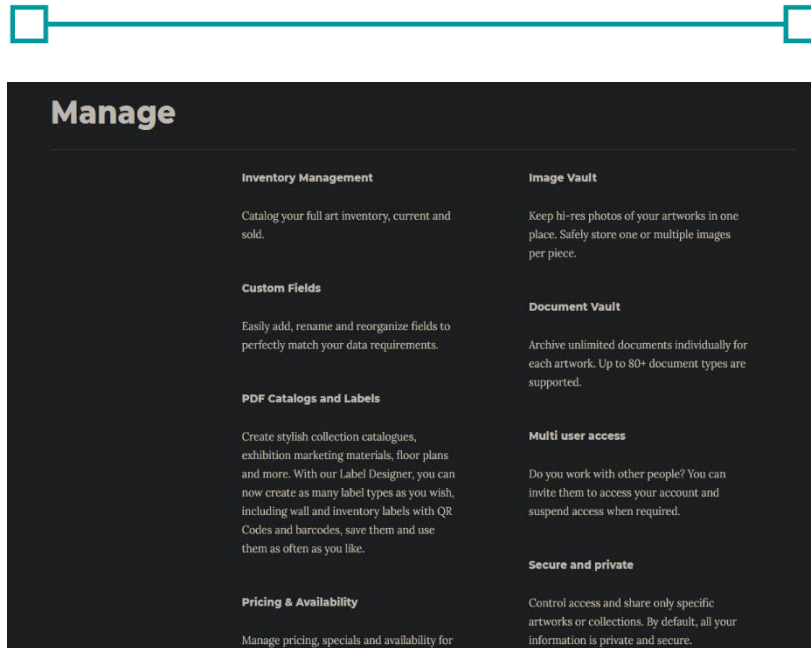 Manage
Inventory Management
Catalog your full art inventory, current and
sold.
Custom Fields
Easily add, rename and reorganize fields to
perfectly match your data requirements.
PDF Catalogs and Labels
Create stylish collection catalogues,
exhibition marketing materials, floor plans
and more. With our Label Designer, you can
now create as many label types as you wish,
including wall and inventory labels with QR
Codes and barcodes, save them and use
them as often as you like.
Pricing & Availability
Manage pricing, specials and availability for
Image Vault
Keep hi-res photos of your artworks in one
place. Safely store one or multiple images
per piece.
Document Vault
Archive unlimited documents individually for
each artwork. Up to 80+ document types are
supported.
Multi user access
Do you work with other people? You can
invite them to access your account and
suspend access when required.
Secure and private
Control access and share only specific
artworks or collections. By default, all your
information is private and secure.